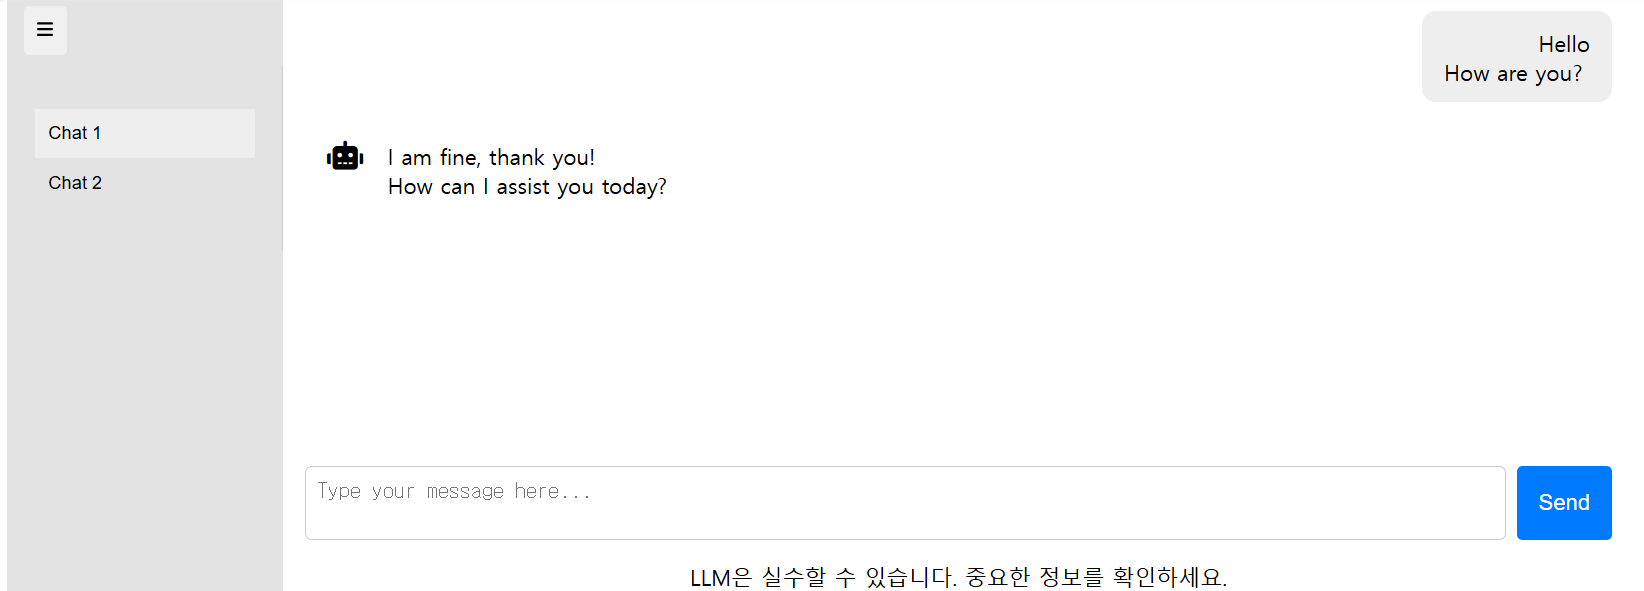 Chat 1
Chat 2
Hello
How are you?
I am fine, thank you!
How can I assist you today?
Type your message here...
Send
LLM은 실수할 수 있습니다. 중요한 정보를 확인하세요.